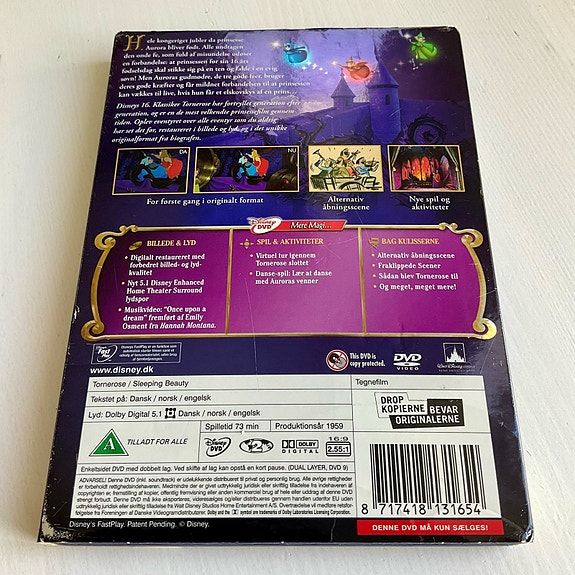 Hele kongeriget jubler da prinsesse
Aurora bliver født. Alle undtagen
den onde fe, som fuld af misundelse udløser
en forbandelse: at prinsessen før sin 16.års
fødselsdag skal stikke sig på en ten og falde i en evig
søvn! Men Auroras gudmødre, de tre gode feer, bruger
deres gode kræfter og får mildnet forbandelsen til at prinsessen
kan vækkes til live, hvis hun får et elskovskys af en prins…
Disneys 16. Klassiker Tornerose har fortryllet generation efter
generation, og er en de mest velkendte prinsessefilm gennem
tiden. Oplev eventyret over alle eventyr som du aldrig
har set det før, restaureret i billede og lyd, og i det unikke
originalformat fra biografen.
DA
NU
For første gang i originalt format
Alternativ
åbningsscene
Nye spil og
aktiviteter
Disney DVD
Mere Magi...
BILLEDE & LYD
• Digitalt restaureret med
forbedret billed- og lyd-
kvalitet
• Nyt 5.1 Disney Enhanced
Home Theater Surround
lydspor
• Musikvideo: "Once upon a
dream" fremført af Emily
Osment fra Hannah Montana.
SPIL & AKTIVITETER
• Virtuel tur igennem
Tornerose slottet
• Danse-spil: Lær at danse
med Auroras venner
BAG KULISSERNE
• Alternativ åbningsscene
• Fraklippede Scener
• Sådan blev Tornerose til
• Og meget, meget mere!
www.disney.dk
This DVD is
copy protected.
DVD
VIDEO
Tornerose / Sleeping Beauty
Tegnefilm
Tekstet på: Dansk / norsk / engelsk
Lyd: Dolby Digital 5.1 Dansk / norsk / engelsk
Spilletid 73 min
Produktionsår 1959
DROP
KOPIERNE
BEVAR
ORIGINALERNE
A
TILLADT FOR ALLE
Disney DVD
2
DOLBY
DIGITAL
16:9
2.55:1
Enkeltsidet DVD med dobbelt lag. Ved skifte af lag kan opstå en kort pause. (DUAL LAYER, DVD 9)
8 717418 131654
DENNE DVD MÅ KUN SÆLGES!
Disney's FastPlay. Patent Pending. © Disney.